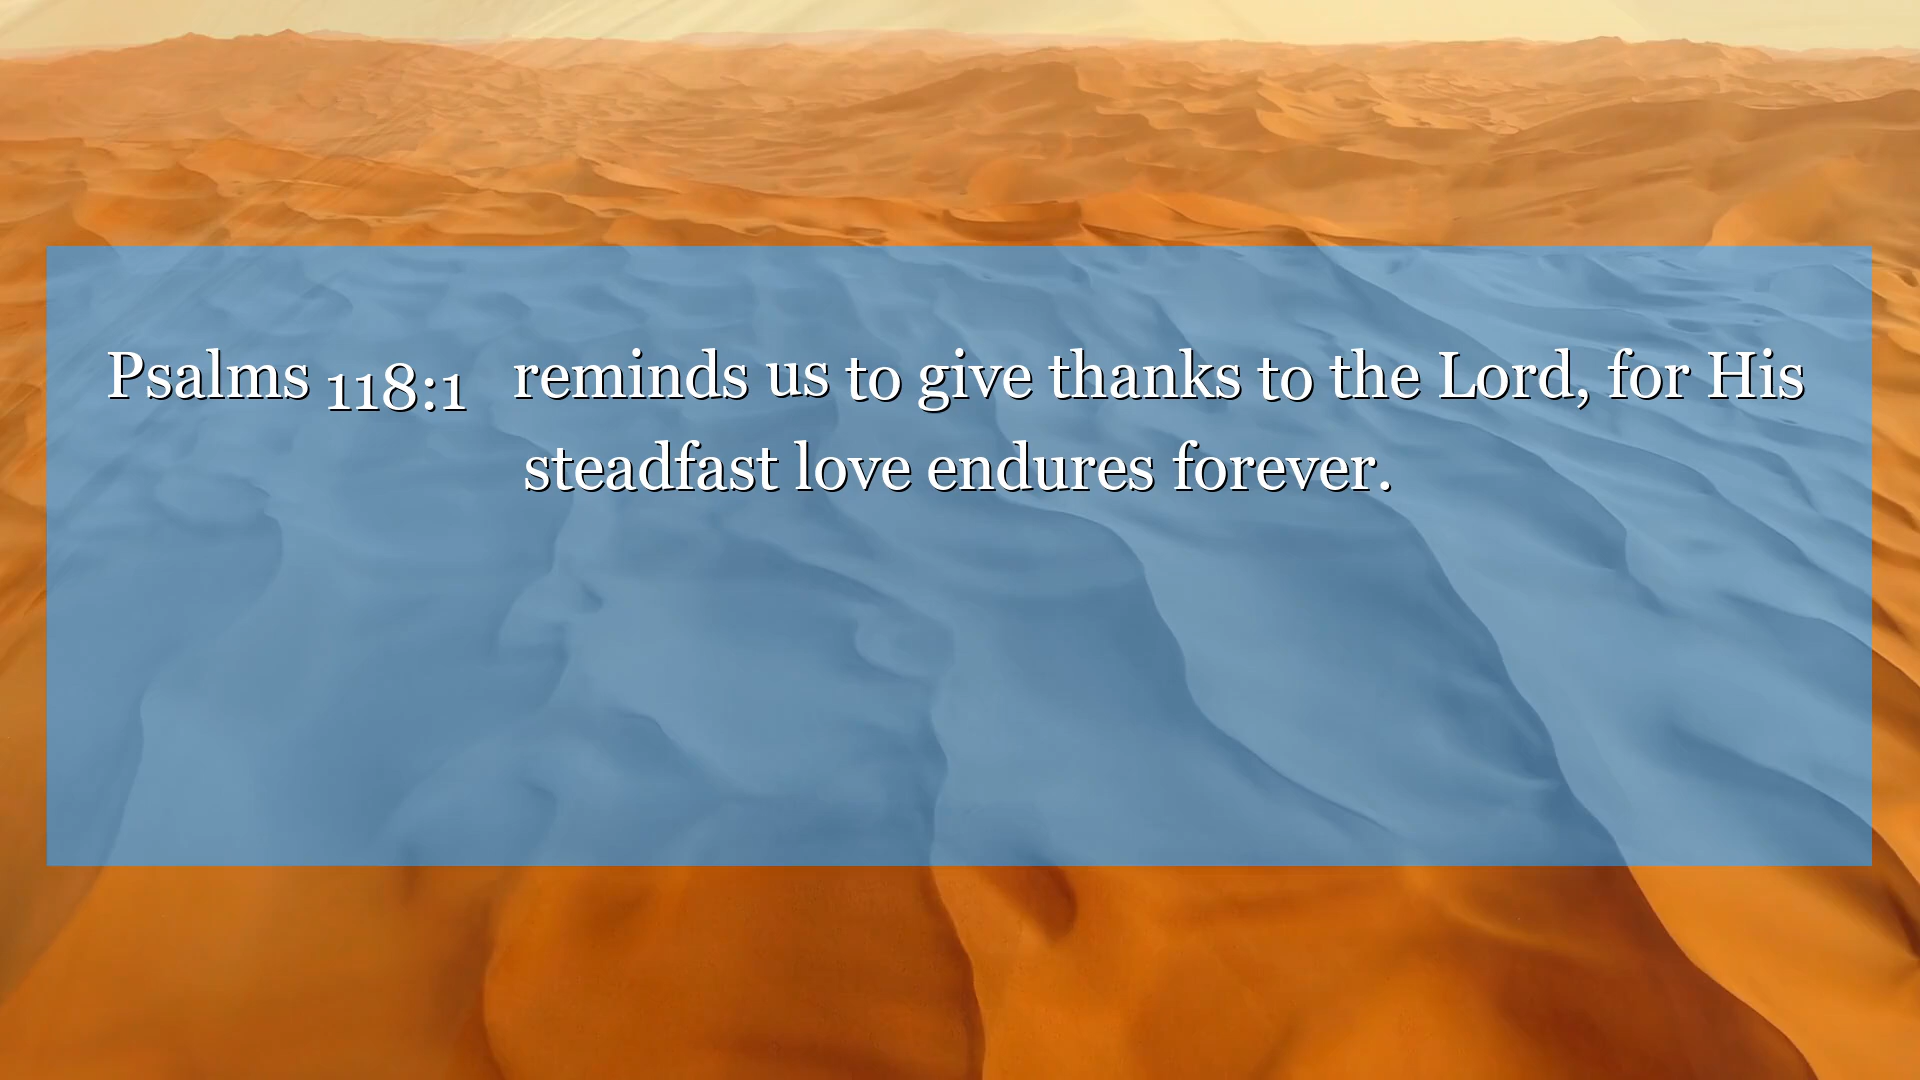 Psalms 118:1 reminds us to give thanks to the Lord, for His
steadfast love endures forever.